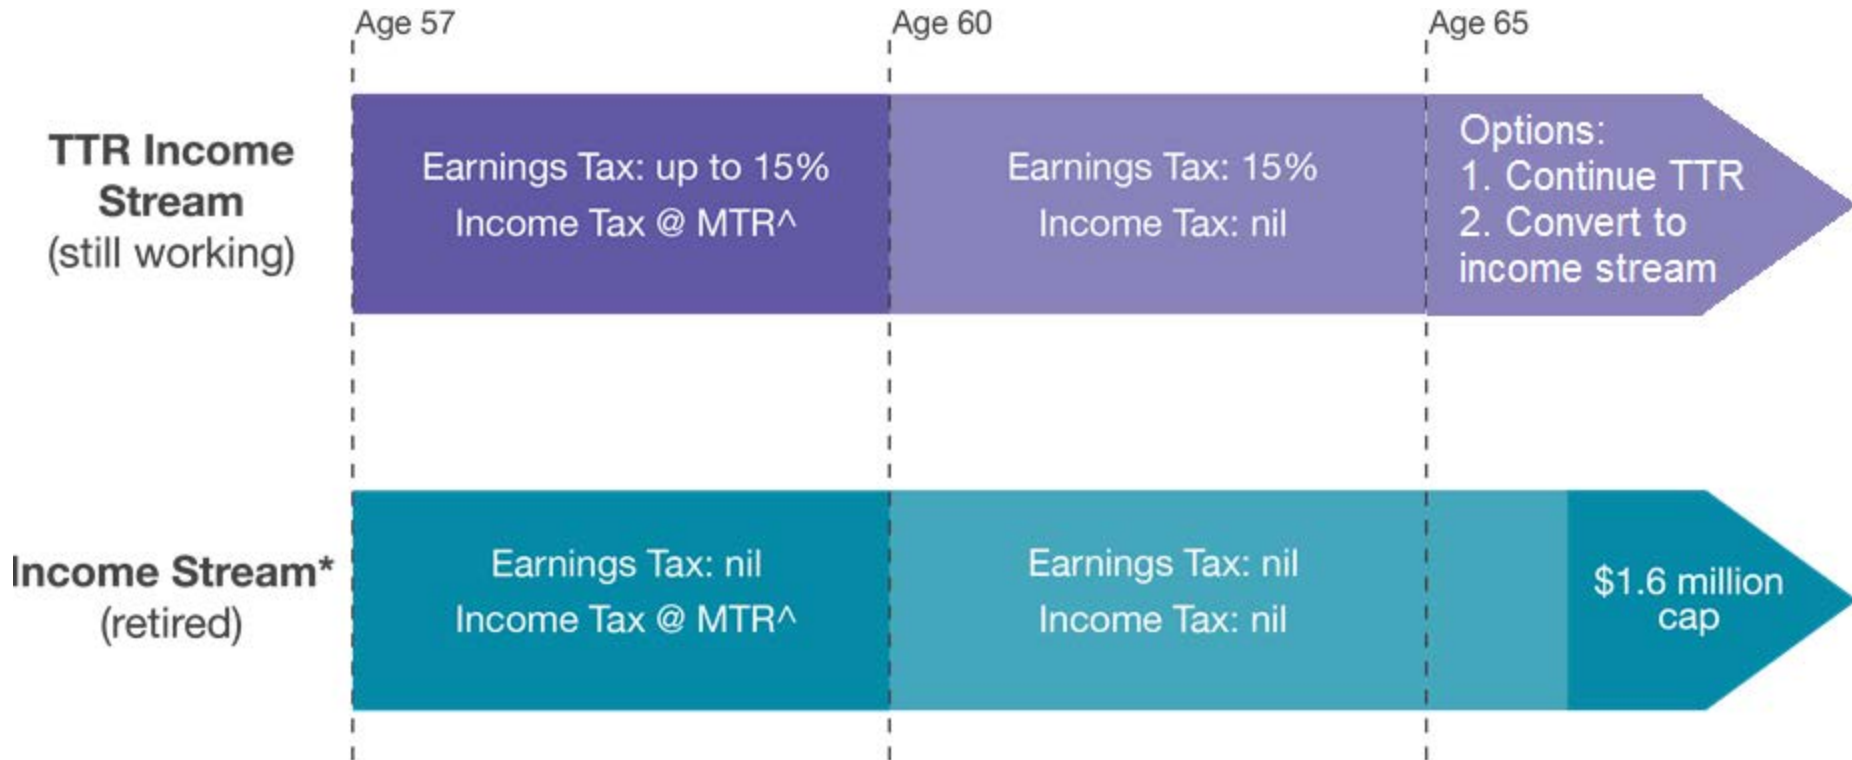 Age 57
Age 60
Age 65
TTR Income
Stream
(still working)
Earnings Tax: up to 15%
Income Tax @ MTR^
Earnings Tax: 15%
Income Tax: nil
Options:
1. Continue TTR
2. Convert to
income stream
Income Stream*
(retired)
Earnings Tax: nil
Income Tax @ MTR^
Earnings Tax: nil
Income Tax: nil
$1.6 million
cap